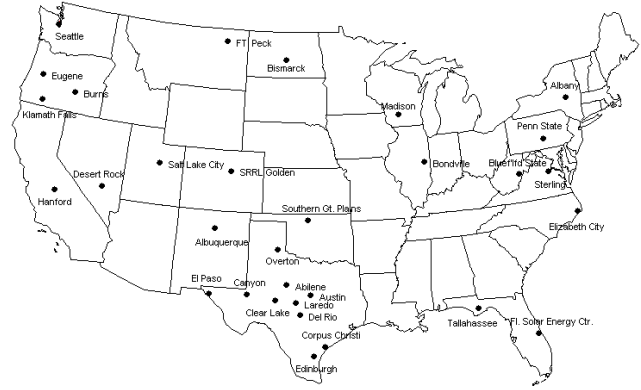 Seattle
FT. Peck
Bismarck
Eugene
Burns
Klamath Falls
Madison
Albany
Penn State
Desert Rock
Salt Lake City
SRRL Golden
Bondville
Bluef'fd State
Sterling
Hanford
Southern Gt. Plains
Elizabeth City
Albuquerque
Overton
El Paso
Canyon
Abilene
Austin
Clear Lake
Laredo
Del Rio
Tallahassee
Fl. Solar Energy Ctr.
Corpus Christi
Edinburgh